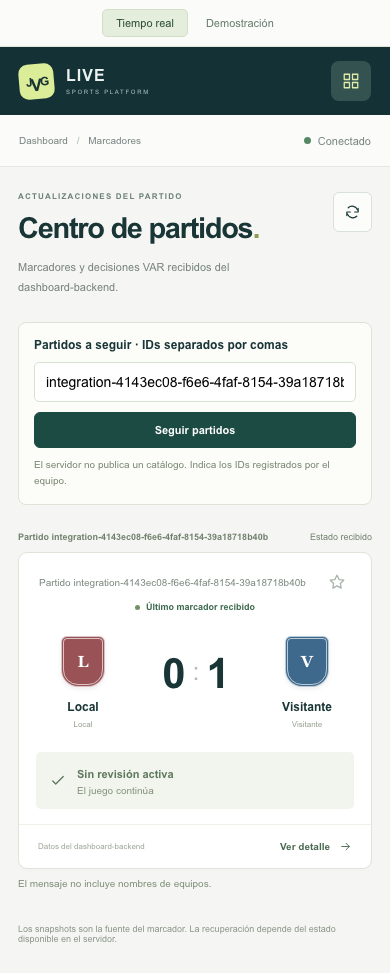 Tiempo real Demostración
JVG LIVE
SPORTS PLATFORM
Dashboard / Marcadores Conectado
ACTUALIZACIONES DEL PARTIDO
Centro de partidos.
Marcadores y decisiones VAR recibidos del
dashboard-backend.
Partidos a seguir · IDs separados por comas
integration-4143ec08-f6e6-4faf-8154-39a18718b
Seguir partidos
El servidor no publica un catálogo. Indica los IDs registrados por el
equipo.
Partido integration-4143ec08-f6e6-4faf-8154-39a18718b40b Estado recibido
Partido integration-4143ec08-f6e6-4faf-8154-39a18718b40b
Último marcador recibido
L 0 : 1 V
Local Visitante
Local Visitante
Sin revisión activa
El juego continúa
Datos del dashboard-backend Ver detalle
El mensaje no incluye nombres de equipos.
Los snapshots son la fuente del marcador. La recuperación depende del estado
disponible en el servidor.